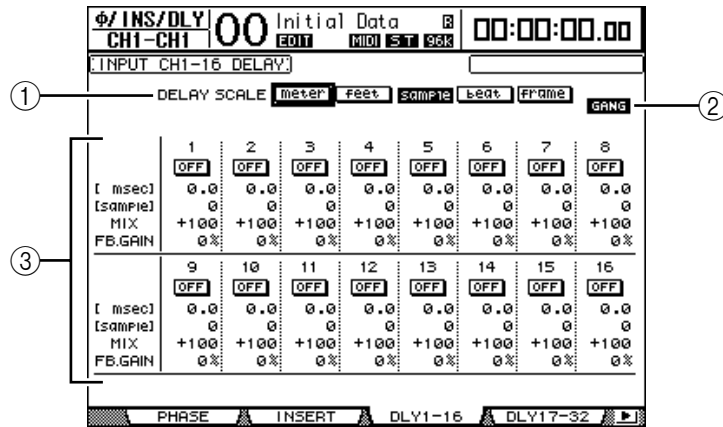 Φ/INS/DLY 00 Initial Data R
CH1-CH1 EDIT MIDI ST 96k 00:00:00.00
INPUT CH1-16 DELAY
① DELAY SCALE meter feet sample beat frame
GANG ②
1 2 3 4 5 6 7 8
OFF OFF OFF OFF OFF OFF OFF OFF
[ msec] 0.0 0.0 0.0 0.0 0.0 0.0 0.0 0.0
[sample] 0 0 0 0 0 0 0 0
MIX +100 +100 +100 +100 +100 +100 +100 +100
FB.GAIN 0% 0% 0% 0% 0% 0% 0% 0%
③
9 10 11 12 13 14 15 16
OFF OFF OFF OFF OFF OFF OFF OFF
[ msec] 0.0 0.0 0.0 0.0 0.0 0.0 0.0 0.0
[sample] 0 0 0 0 0 0 0 0
MIX +100 +100 +100 +100 +100 +100 +100 +100
FB.GAIN 0% 0% 0% 0% 0% 0% 0% 0%
PHASE INSERT DLY1-16 DLY17-32